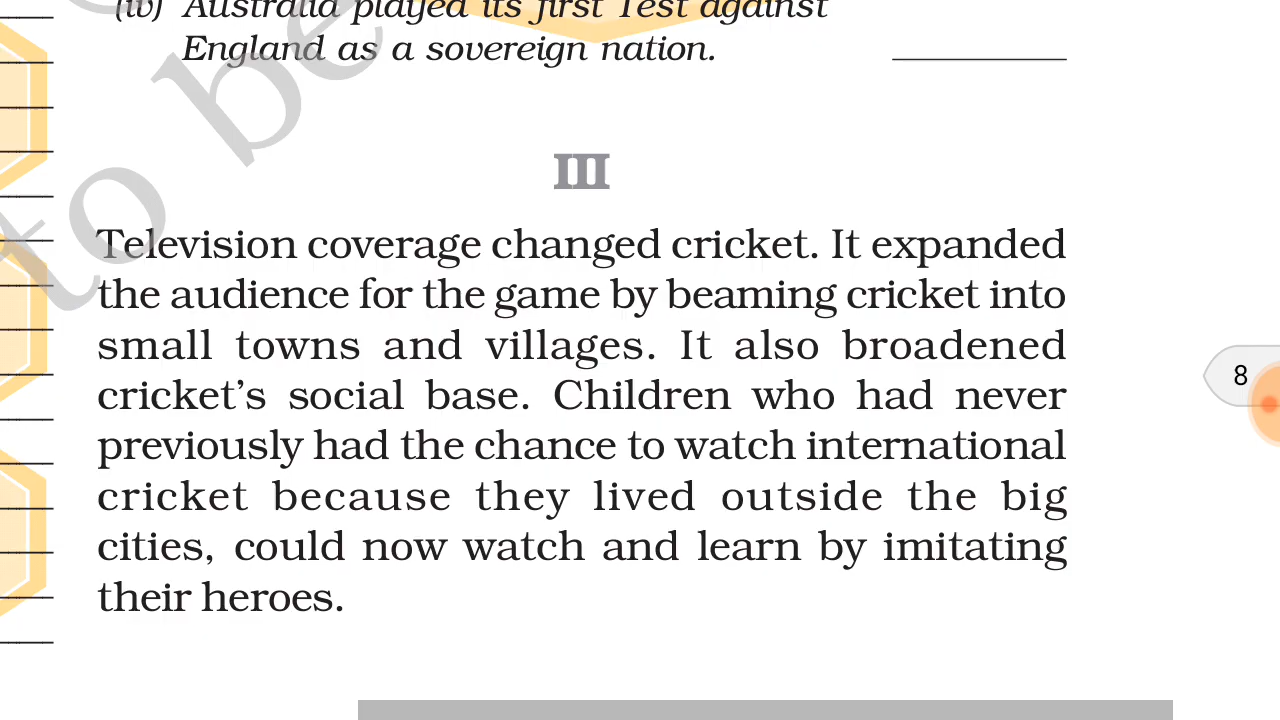 (iv) Australia played its first Test against
England as a sovereign nation.
III
Television coverage changed cricket. It expanded
the audience for the game by beaming cricket into
small towns and villages. It also broadened
cricket’s social base. Children who had never
previously had the chance to watch international
cricket because they lived outside the big
cities, could now watch and learn by imitating
their heroes.
8
to be